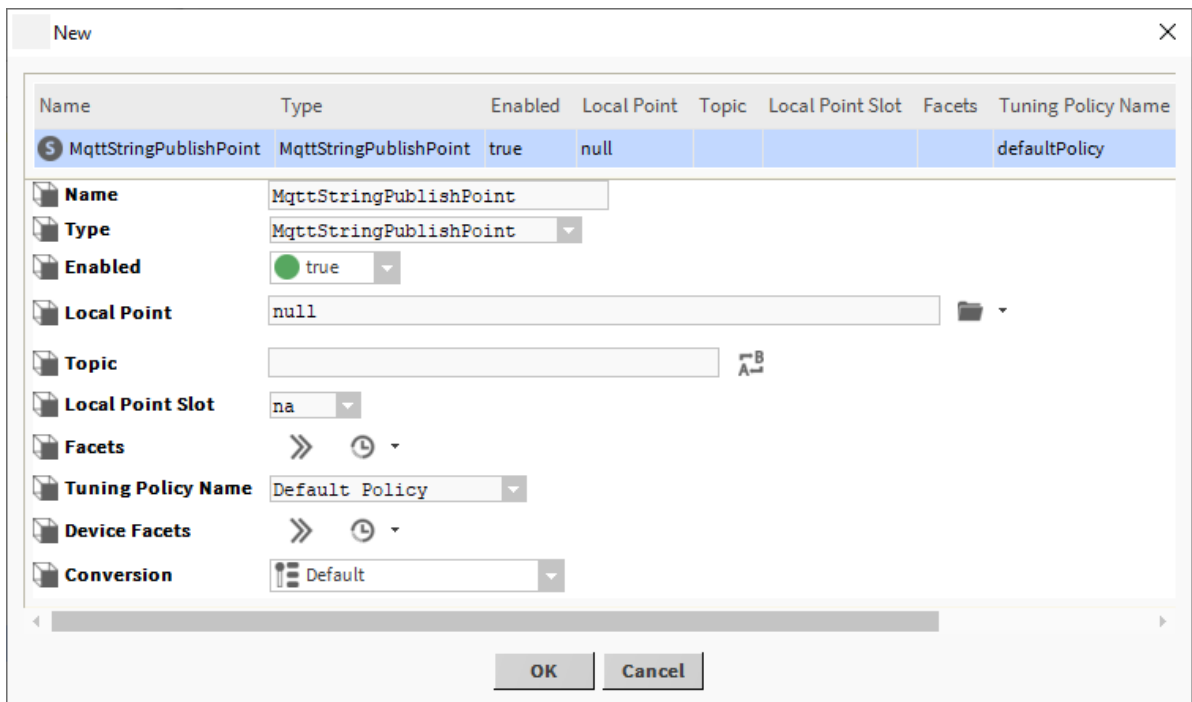 New
Name Type Enabled Local Point Topic Local Point Slot Facets Tuning Policy Name
S MqttStringPublishPoint MqttStringPublishPoint true null defaultPolicy
Name MqttStringPublishPoint
Type MqttStringPublishPoint
Enabled true
Local Point null
Topic
Local Point Slot na
Facets
Tuning Policy Name Default Policy
Device Facets
Conversion Default
OK Cancel